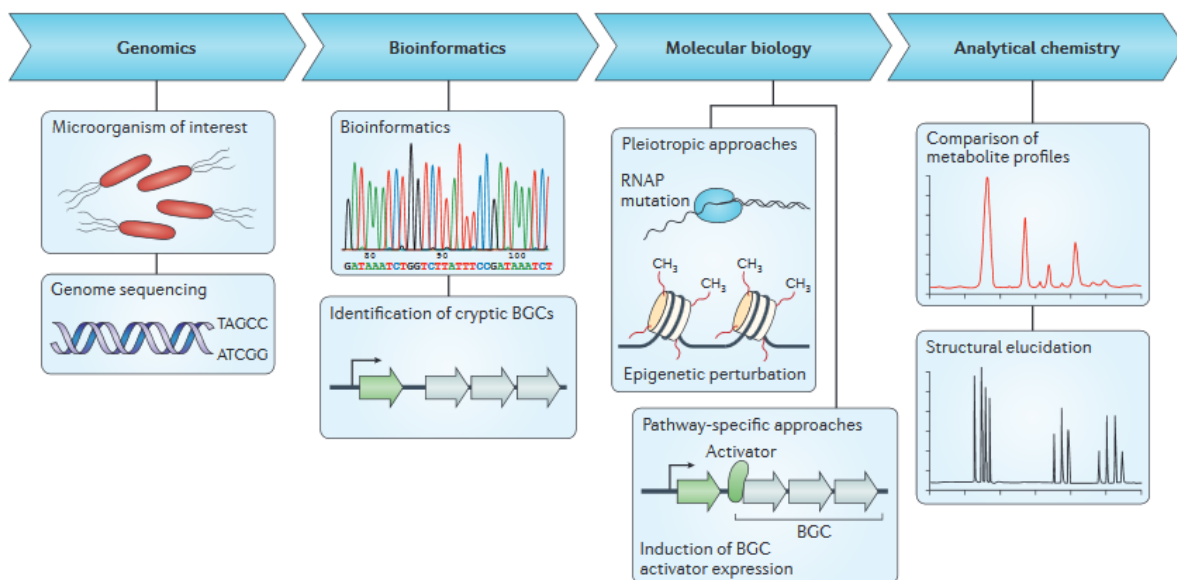 Genomics
Bioinformatics
Molecular biology
Analytical chemistry
Microorganism of interest
Genome sequencing
TAGCC
ATCGG
Bioinformatics
80 90 100
GATAAATCTGGTCTTATTTCCGATAAATCT
Identification of cryptic BGCs
Pleiotropic approaches
RNAP
mutation
CH3
CH3
CH3
CH3
Epigenetic perturbation
Pathway-specific approaches
Activator
BGC
Induction of BGC
activator expression
Comparison of
metabolite profiles
Structural elucidation